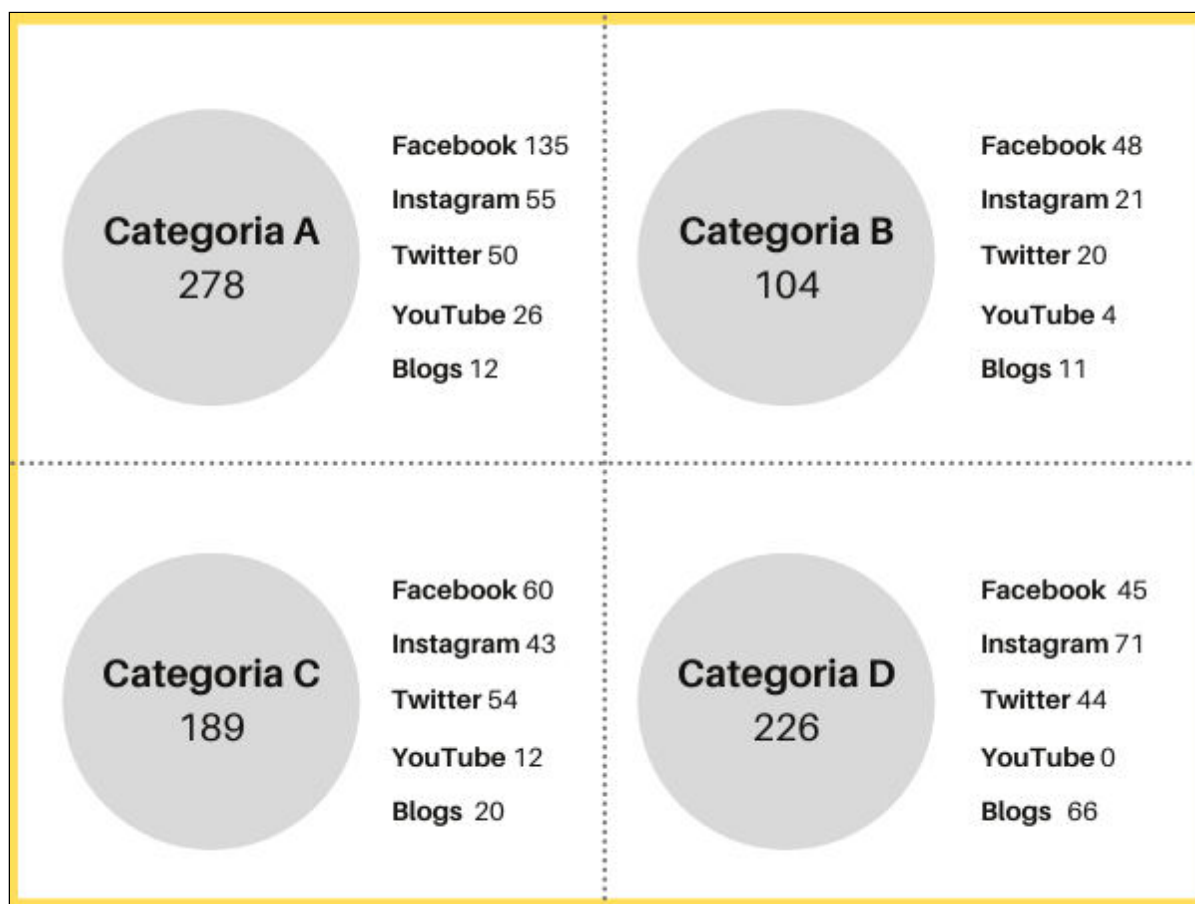 Categoria A
278
Facebook 135
Instagram 55
Twitter 50
YouTube 26
Blogs 12
Categoria B
104
Facebook 48
Instagram 21
Twitter 20
YouTube 4
Blogs 11
Categoria C
189
Facebook 60
Instagram 43
Twitter 54
YouTube 12
Blogs 20
Categoria D
226
Facebook 45
Instagram 71
Twitter 44
YouTube 0
Blogs 66